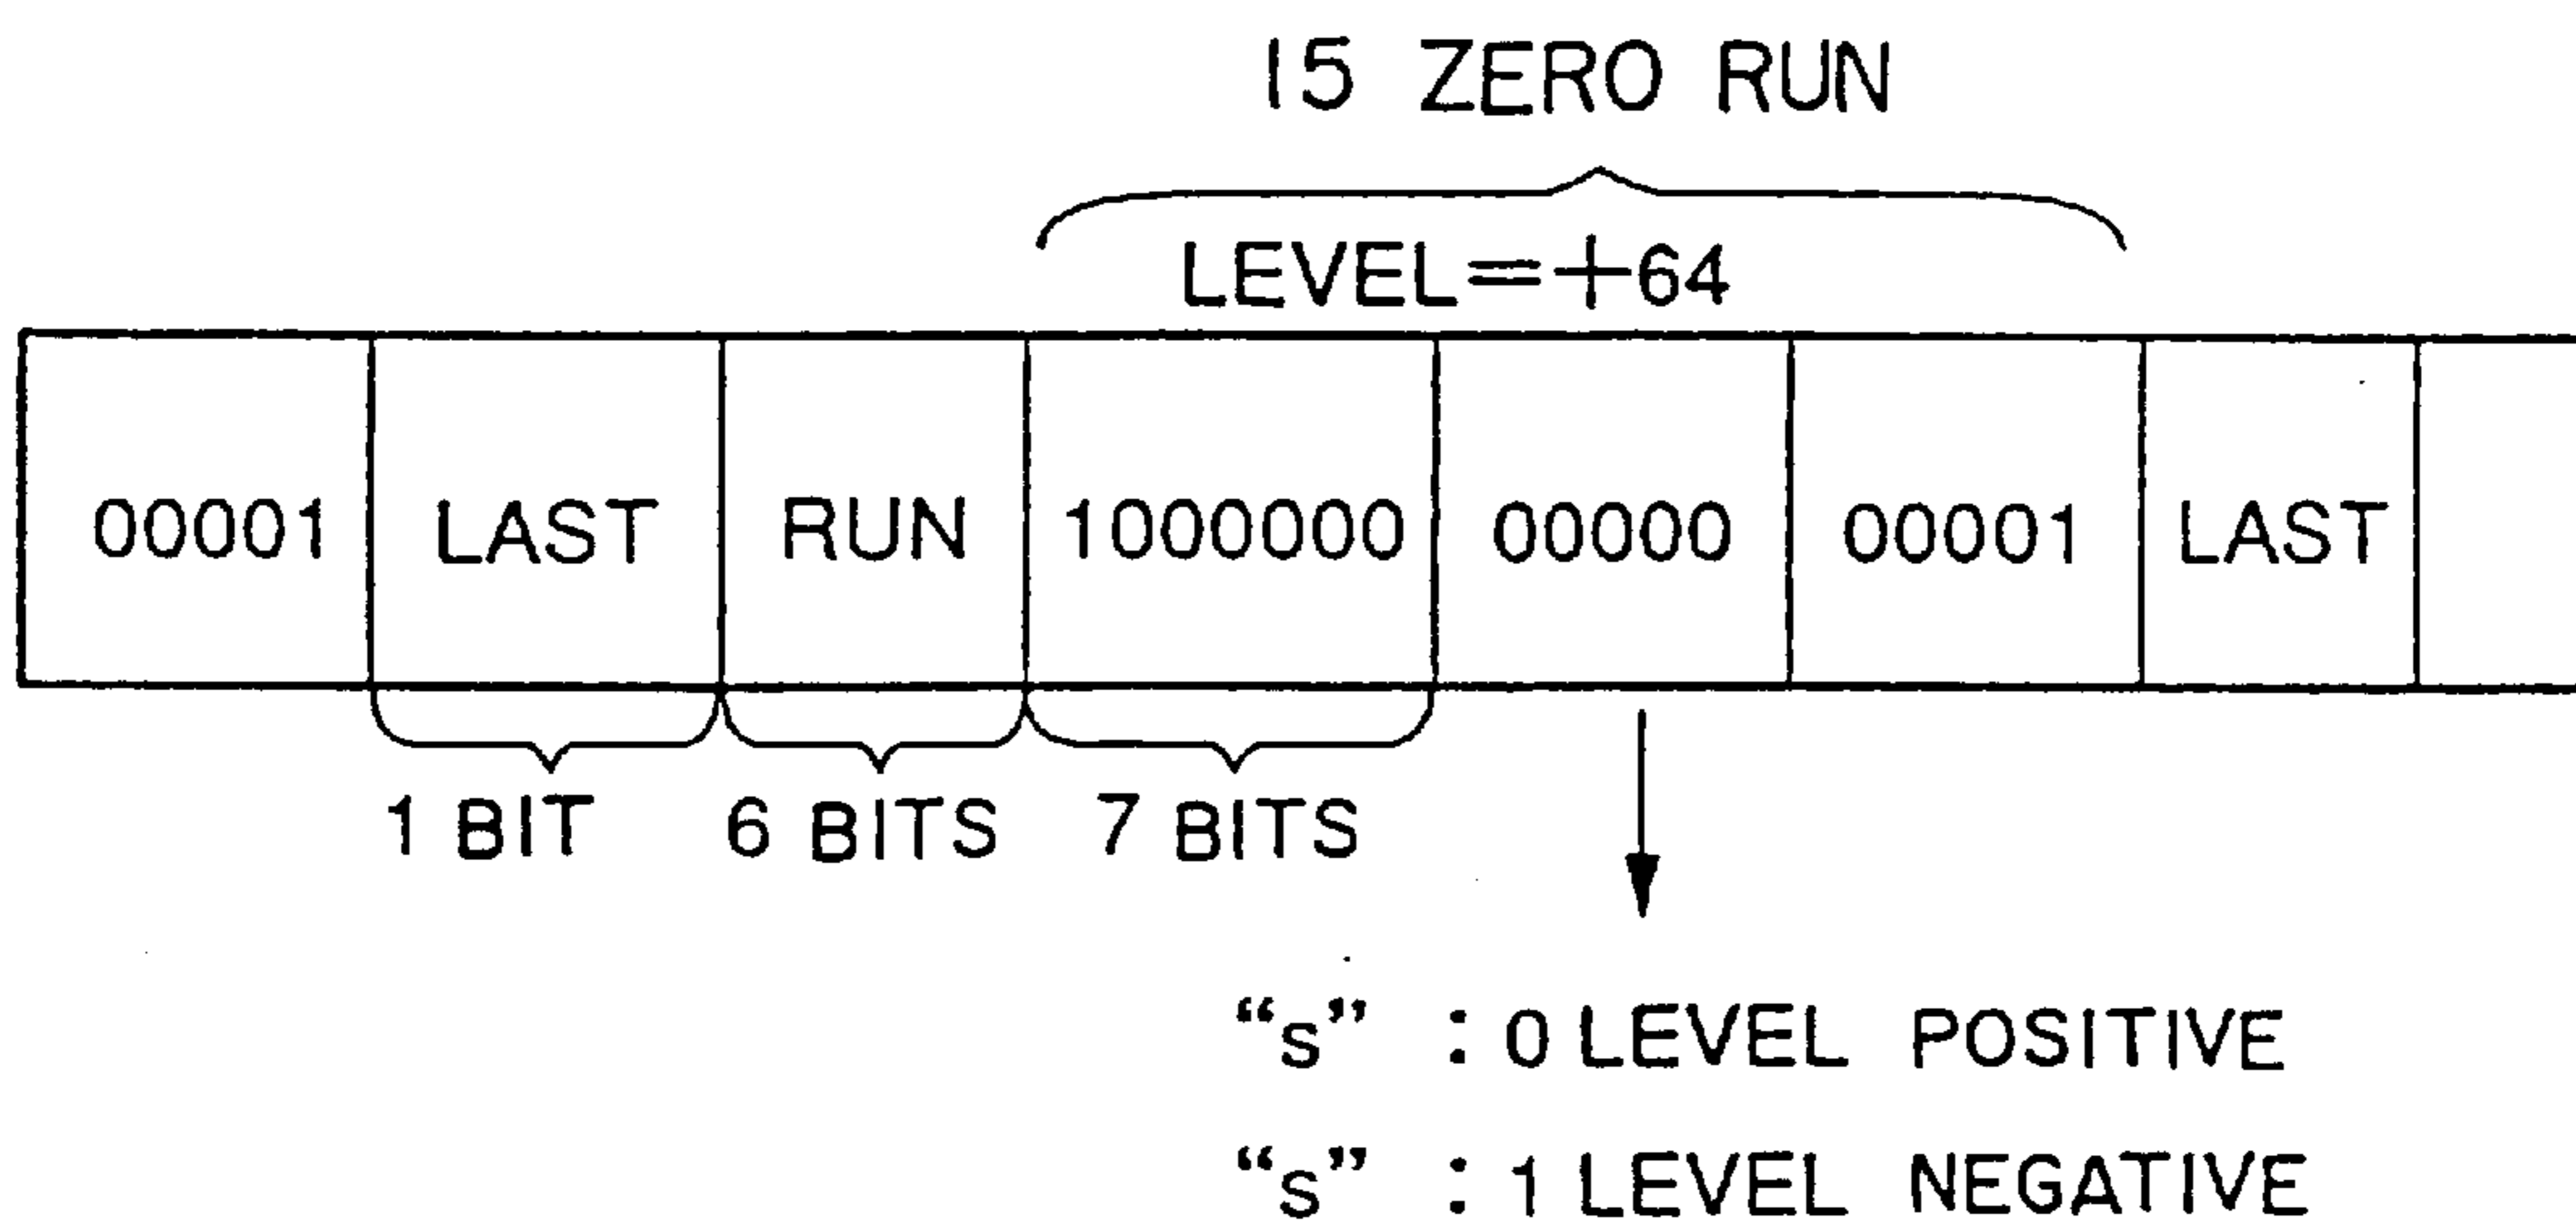 15 ZERO RUN
LEVEL=+64
00001 LAST RUN 1000000 00000 00001 LAST
1 BIT 6 BITS 7 BITS
“s” : 0 LEVEL POSITIVE
“s” : 1 LEVEL NEGATIVE